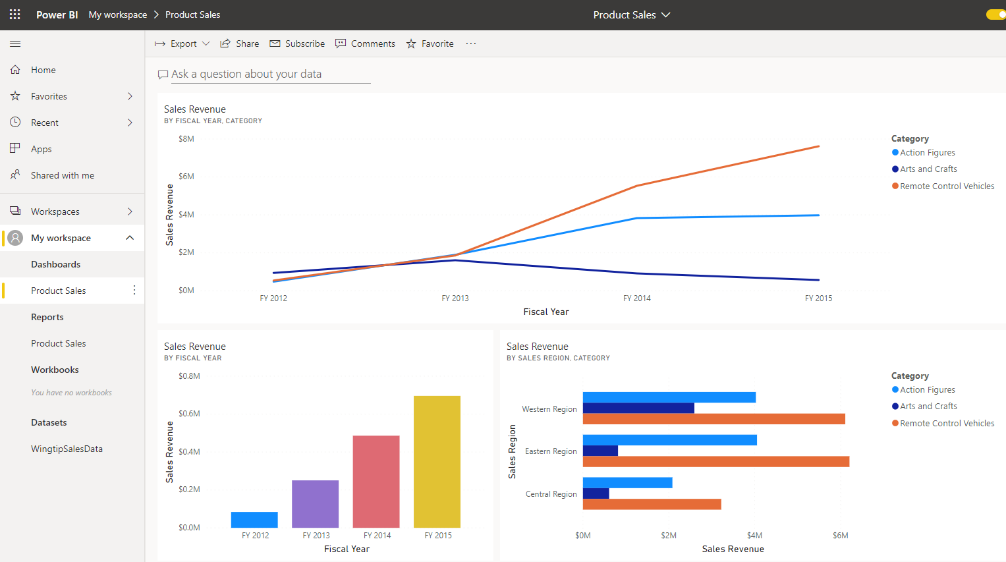 Power BI My workspace > Product Sales
Product Sales
Export Share Subscribe Comments Favorite ...
Home
Favorites
Recent
Apps
Shared with me
Workspaces
My workspace
Dashboards
Product Sales
Reports
Product Sales
Workbooks
You have no workbooks
Datasets
WingtipSalesData
Ask a question about your data
Sales Revenue
BY FISCAL YEAR, CATEGORY
$8M
$6M
$4M
$2M
$0M
Sales Revenue
FY 2012 FY 2013 FY 2014 FY 2015
Fiscal Year
Category
Action Figures
Arts and Crafts
Remote Control Vehicles
Sales Revenue
BY FISCAL YEAR
$0.8M
$0.6M
$0.4M
$0.2M
$0.0M
Sales Revenue
FY 2012 FY 2013 FY 2014 FY 2015
Fiscal Year
Sales Revenue
BY SALES REGION, CATEGORY
Sales Region
Western Region
Eastern Region
Central Region
$0M $2M $4M $6M
Sales Revenue
Category
Action Figures
Arts and Crafts
Remote Control Vehicles